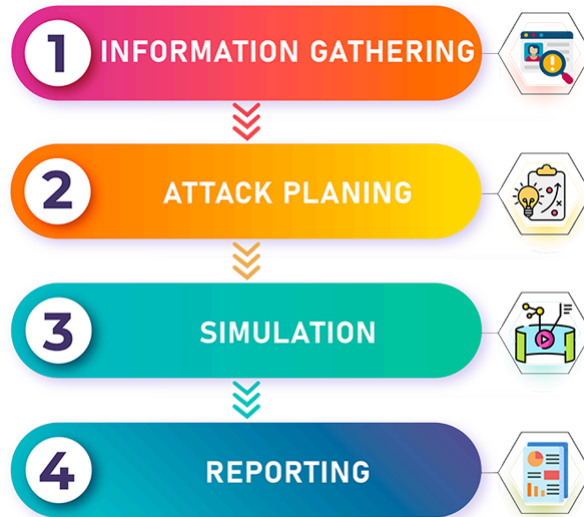 1 INFORMATION GATHERING
2 ATTACK PLANING
3 SIMULATION
4 REPORTING